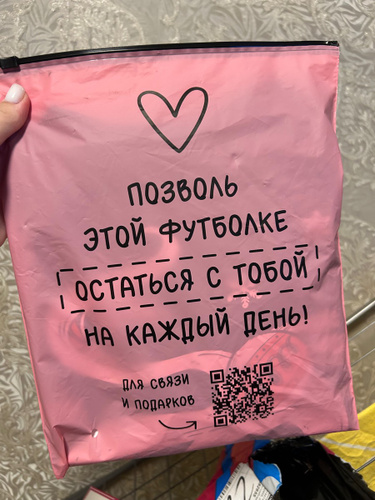 ПОЗВОЛЬ
ЭТОЙ ФУТБОЛКЕ
ОСТАТЬСЯ С ТОБОЙ
НА КАЖДЫЙ ДЕНЬ!
ДЛЯ СВЯЗИ
И ПОДАРКОВ